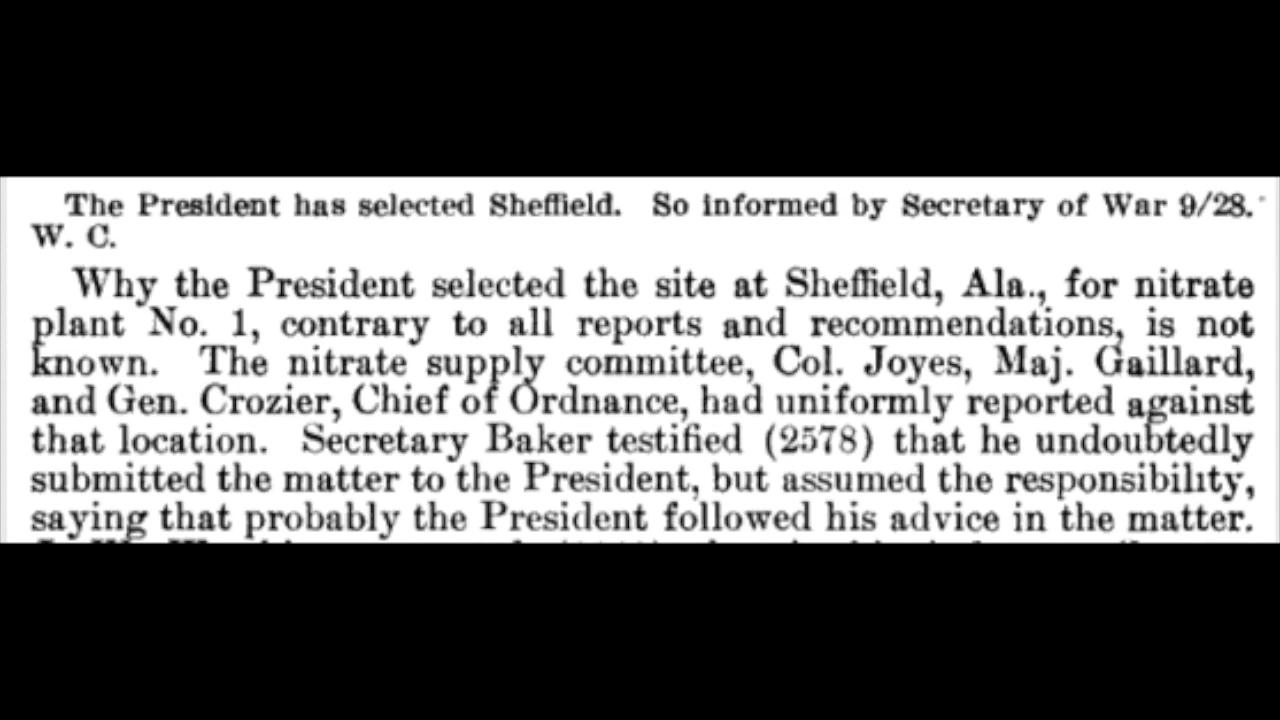 The President has selected Sheffield. So informed by Secretary of War 9/28.
W. C.
Why the President selected the site at Sheffield, Ala., for nitrate
plant No. 1, contrary to all reports and recommendations, is not
known. The nitrate supply committee, Col. Joyes, Maj. Gaillard,
and Gen. Crozier, Chief of Ordnance, had uniformly reported against
that location. Secretary Baker testified (2578) that he undoubtedly
submitted the matter to the President, but assumed the responsibility,
saying that probably the President followed his advice in the matter.